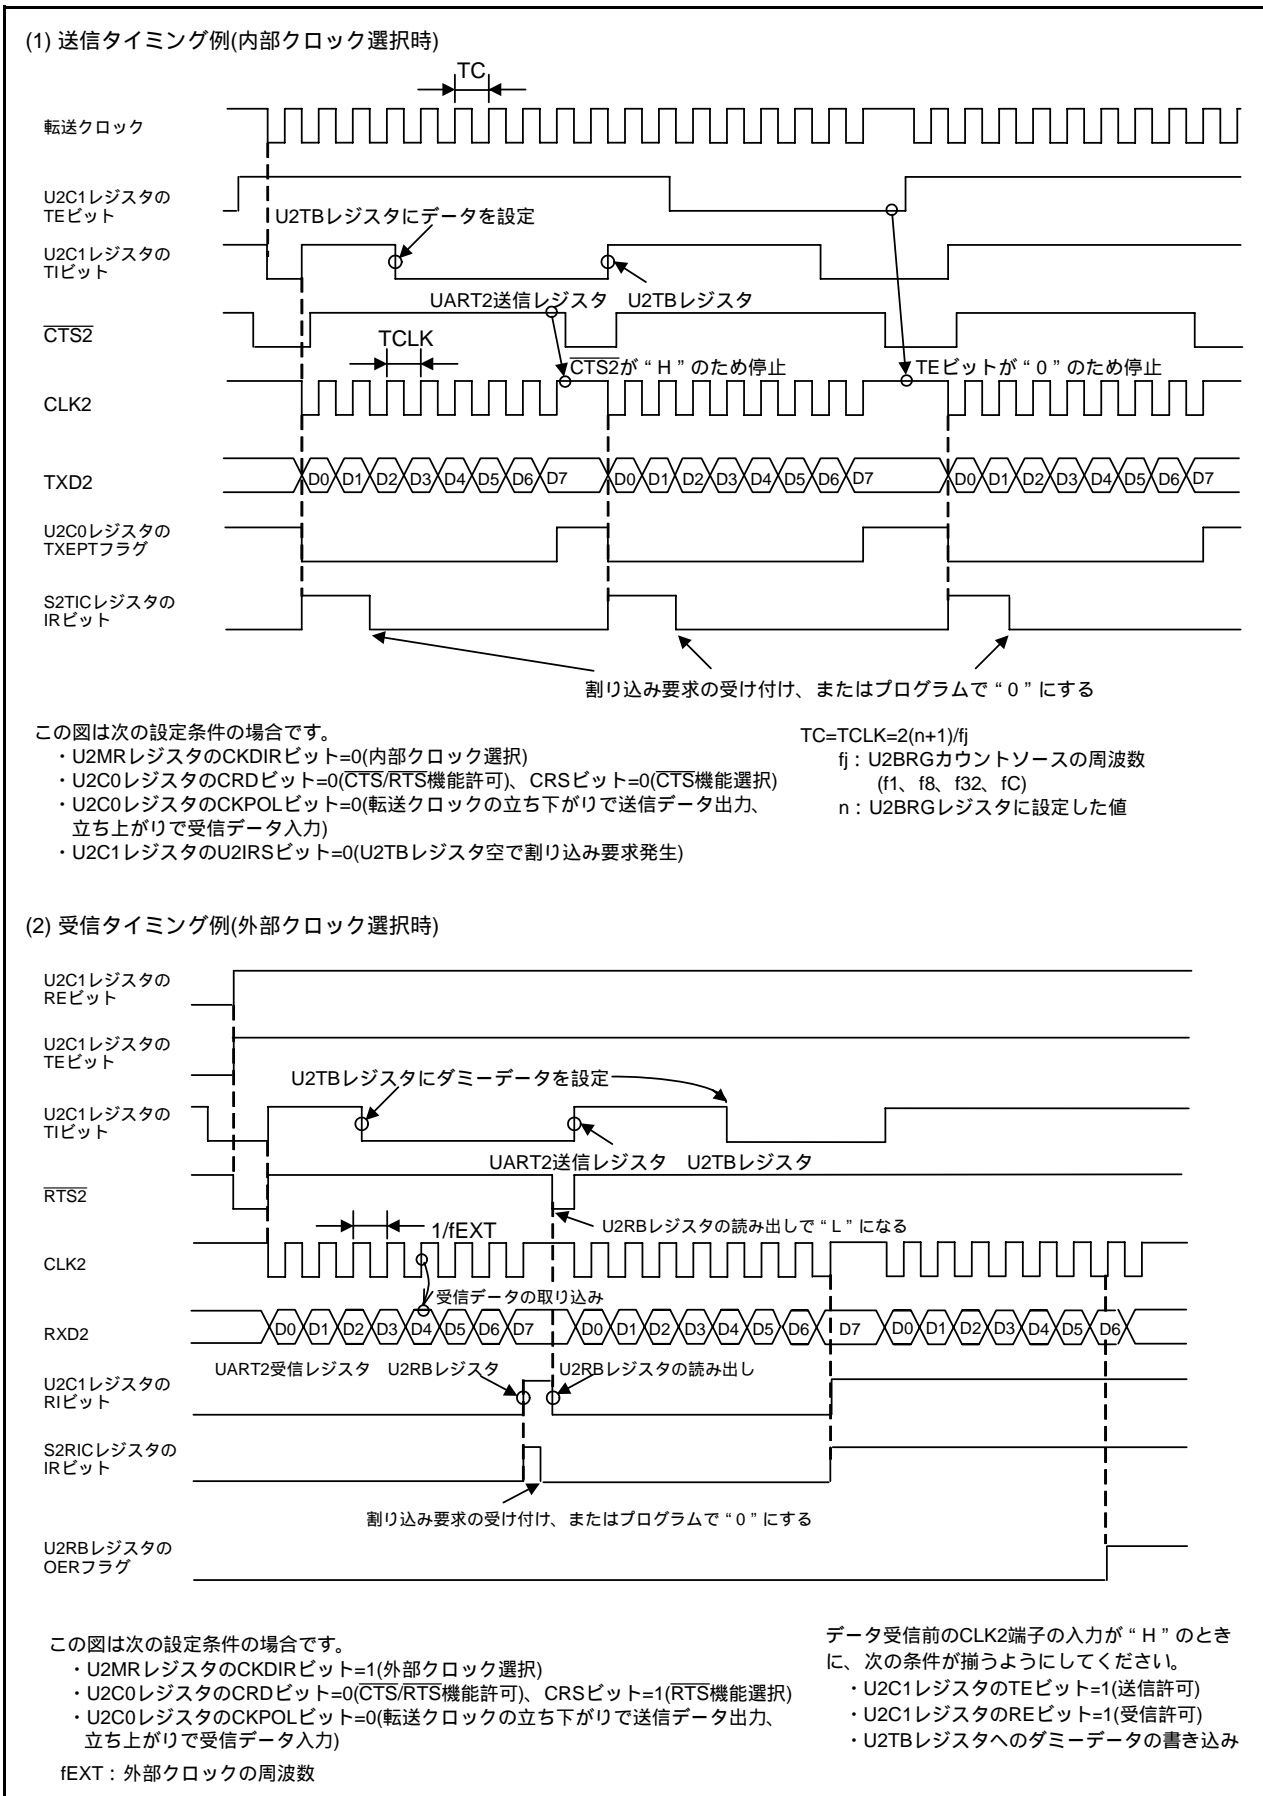 (1) 送信タイミング例(内部クロック選択時)
TC
転送クロック
U2C1レジスタの
TEビット
U2TBレジスタにデータを設定
U2C1レジスタの
TIビット
UART2送信レジスタ　U2TBレジスタ
CTS2
TCLK
CTS2が“H”のため停止
TEビットが“0”のため停止
CLK2
TXD2
D0 D1 D2 D3 D4 D5 D6 D7 D0 D1 D2 D3 D4 D5 D6 D7 D0 D1 D2 D3 D4 D5 D6 D7
U2C0レジスタの
TXEPTフラグ
S2TICレジスタの
IRビット
割り込み要求の受け付け、またはプログラムで“0”にする
この図は次の設定条件の場合です。
・U2MRレジスタのCKDIRビット=0(内部クロック選択)
・U2C0レジスタのCRDビット=0(CTS/RTS機能許可)、CRSビット=0(CTS機能選択)
・U2C0レジスタのCKPOLビット=0(転送クロックの立ち下がりで送信データ出力、
立ち上がりで受信データ入力)
・U2C1レジスタのU2IRSビット=0(U2TBレジスタ空で割り込み要求発生)
TC=TCLK=2(n+1)/fj
fj：U2BRGカウントソースの周波数
(f1、f8、f32、fC)
n：U2BRGレジスタに設定した値
(2) 受信タイミング例(外部クロック選択時)
U2C1レジスタの
REビット
U2C1レジスタの
TEビット
U2TBレジスタにダミーデータを設定
U2C1レジスタの
TIビット
UART2送信レジスタ　U2TBレジスタ
RTS2
U2RBレジスタの読み出しで“L”になる
1/fEXT
CLK2
受信データの取り込み
RXD2
D0 D1 D2 D3 D4 D5 D6 D7 D0 D1 D2 D3 D4 D5 D6 D7 D0 D1 D2 D3 D4 D5 D6
UART2受信レジスタ　U2RBレジスタ
U2RBレジスタの読み出し
U2C1レジスタの
RIビット
S2RICレジスタの
IRビット
割り込み要求の受け付け、またはプログラムで“0”にする
U2RBレジスタの
OERフラグ
この図は次の設定条件の場合です。
・U2MRレジスタのCKDIRビット=1(外部クロック選択)
・U2C0レジスタのCRDビット=0(CTS/RTS機能許可)、CRSビット=1(RTS機能選択)
・U2C0レジスタのCKPOLビット=0(転送クロックの立ち下がりで送信データ出力、
立ち上がりで受信データ入力)
fEXT：外部クロックの周波数
データ受信前のCLK2端子の入力が“H”のとき
に、次の条件が揃うようにしてください。
・U2C1レジスタのTEビット=1(送信許可)
・U2C1レジスタのREビット=1(受信許可)
・U2TBレジスタへのダミーデータの書き込み